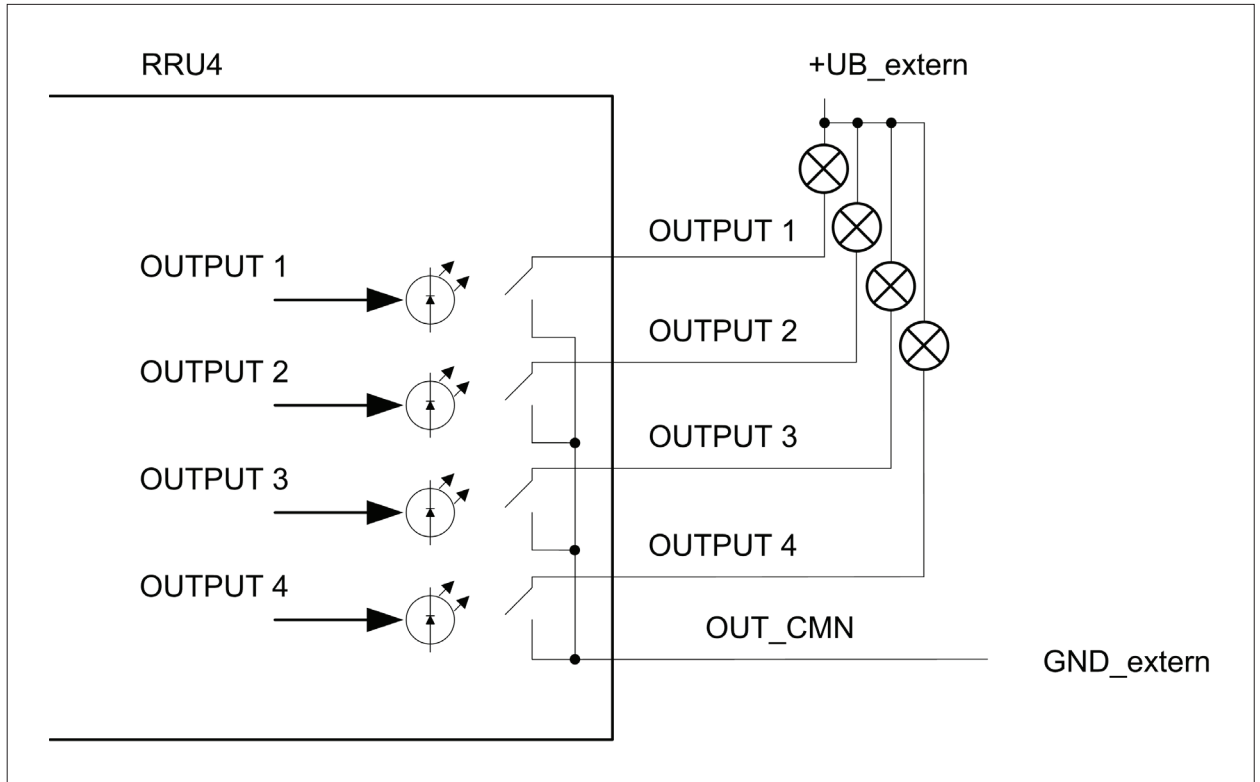 RRU4
+UB_extern
OUTPUT 1
OUTPUT 1
OUTPUT 2
OUTPUT 2
OUTPUT 3
OUTPUT 3
OUTPUT 4
OUTPUT 4
OUT_CMN
GND_extern